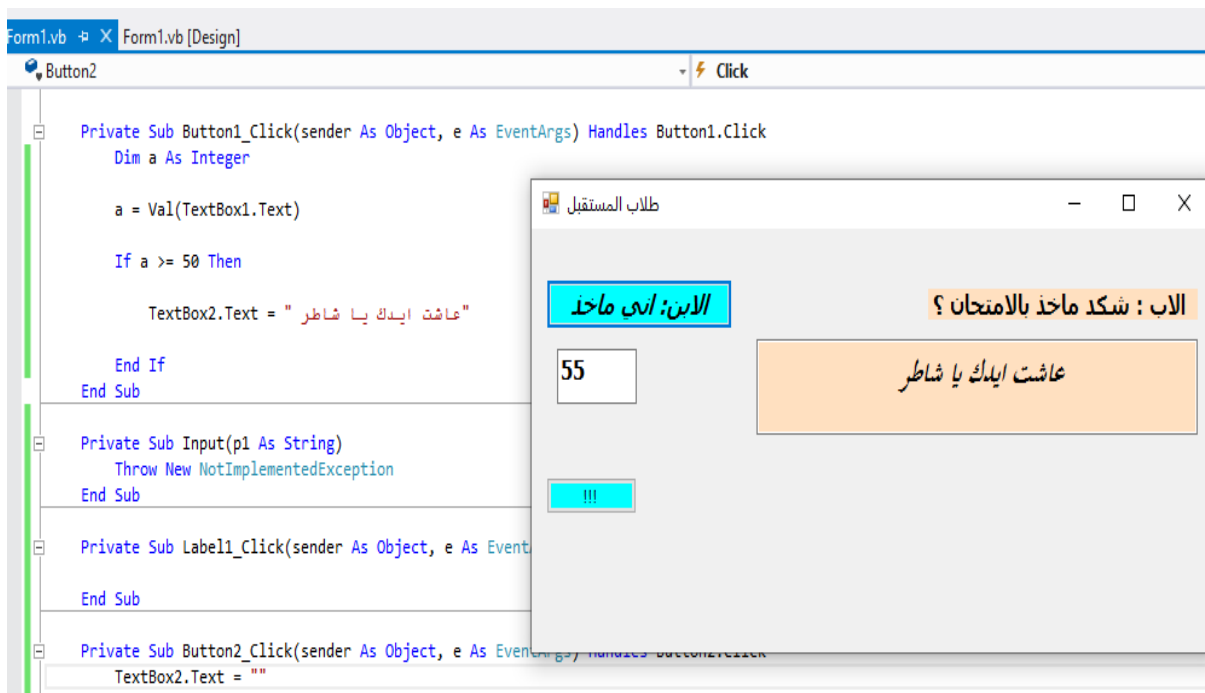 Form1.vb Form1.vb [Design]
Button2 Click
Private Sub Button1_Click(sender As Object, e As EventArgs) Handles Button1.Click
Dim a As Integer
a = Val(TextBox1.Text)
If a >= 50 Then
TextBox2.Text = "عاشت ايدك يا شاطر "
End If
End Sub
Private Sub Input(p1 As String)
Throw New NotImplementedException
End Sub
Private Sub Label1_Click(sender As Object, e As Event
End Sub
Private Sub Button2_Click(sender As Object, e As EventArgs) Handles Button2.Click
TextBox2.Text = ""
طلاب المستقبل
الاب : شكد ماخذ بالامتحان ؟
الابن: اني ماخذ
55
عاشت ايدك يا شاطر
!!!